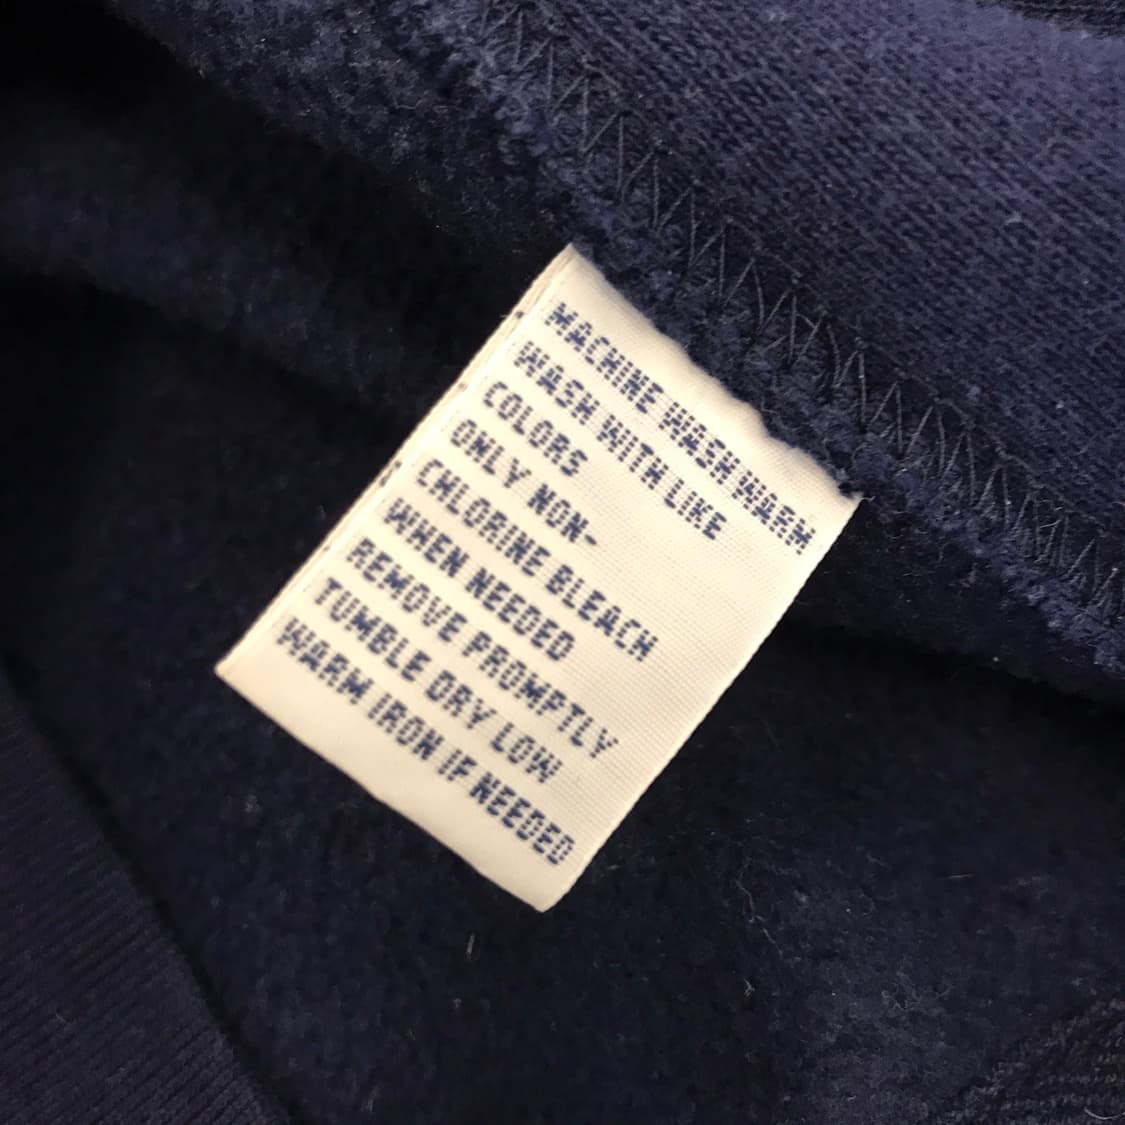 MACHINE WASH WARM
WASH WITH LIKE
COLORS
ONLY NON-
CHLORINE BLEACH
WHEN NEEDED
REMOVE PROMPTLY
TUMBLE DRY LOW
WARM IRON IF NEEDED